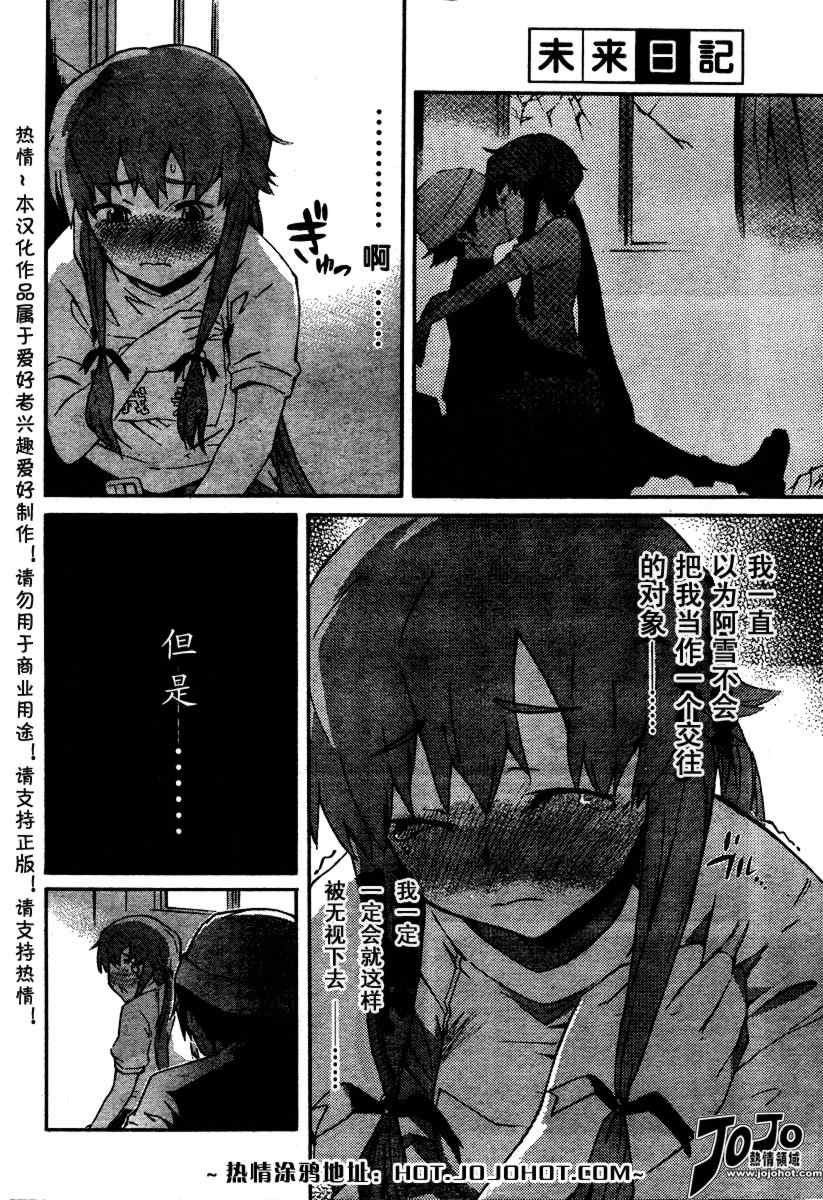 未来日記
…………啊……
ぎゅっ
我一直
以为阿雪不会
把我当作一个交往
的对象………
ブル
我一定
一定会就这样
被无视下去………
但是………
热情~本汉化作品属于爱好者兴趣爱好制作!请勿用于商业用途!请支持正版!请支持热情!
~热情涂鸦地址:HOT.JOJOHOT.COM~
JOJO
熱情領域
www.jojohot.com